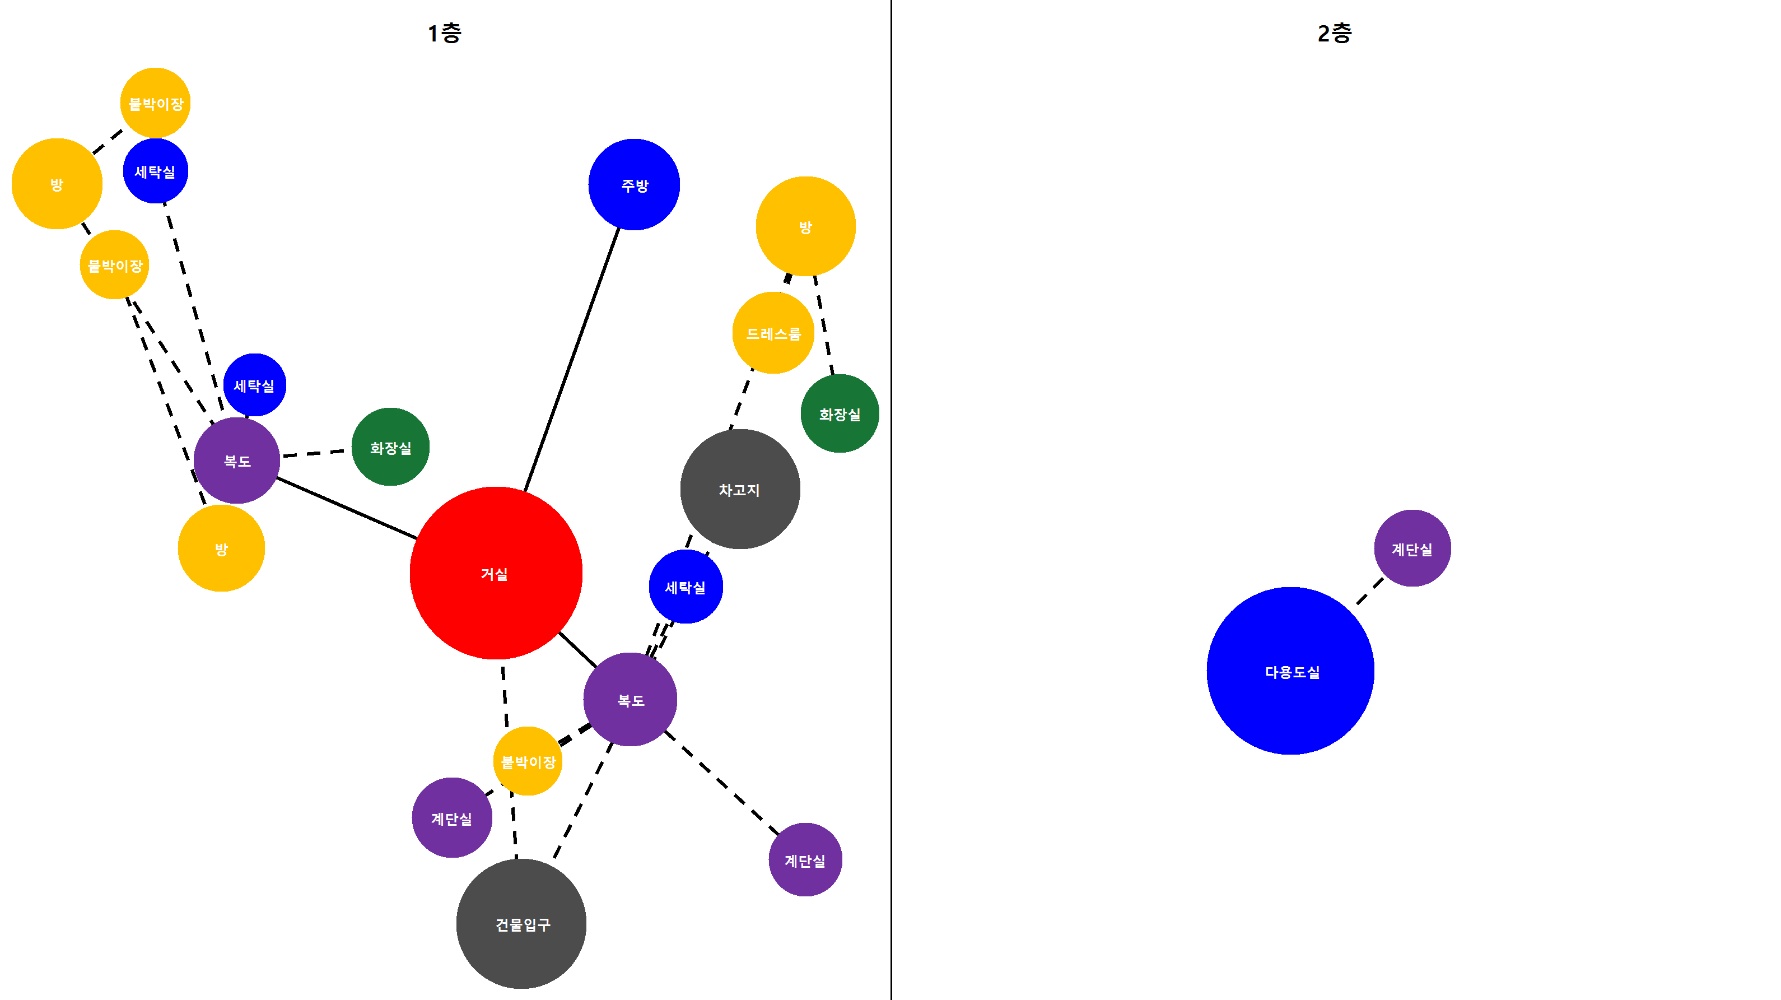 1층
2층
붙박이장
세탁실
방
주방
방
붙박이장
드레스룸
세탁실
화장실
화장실
복도
차고지
방
거실
세탁실
복도
붙박이장
계단실
계단실
건물입구
계단실
다용도실